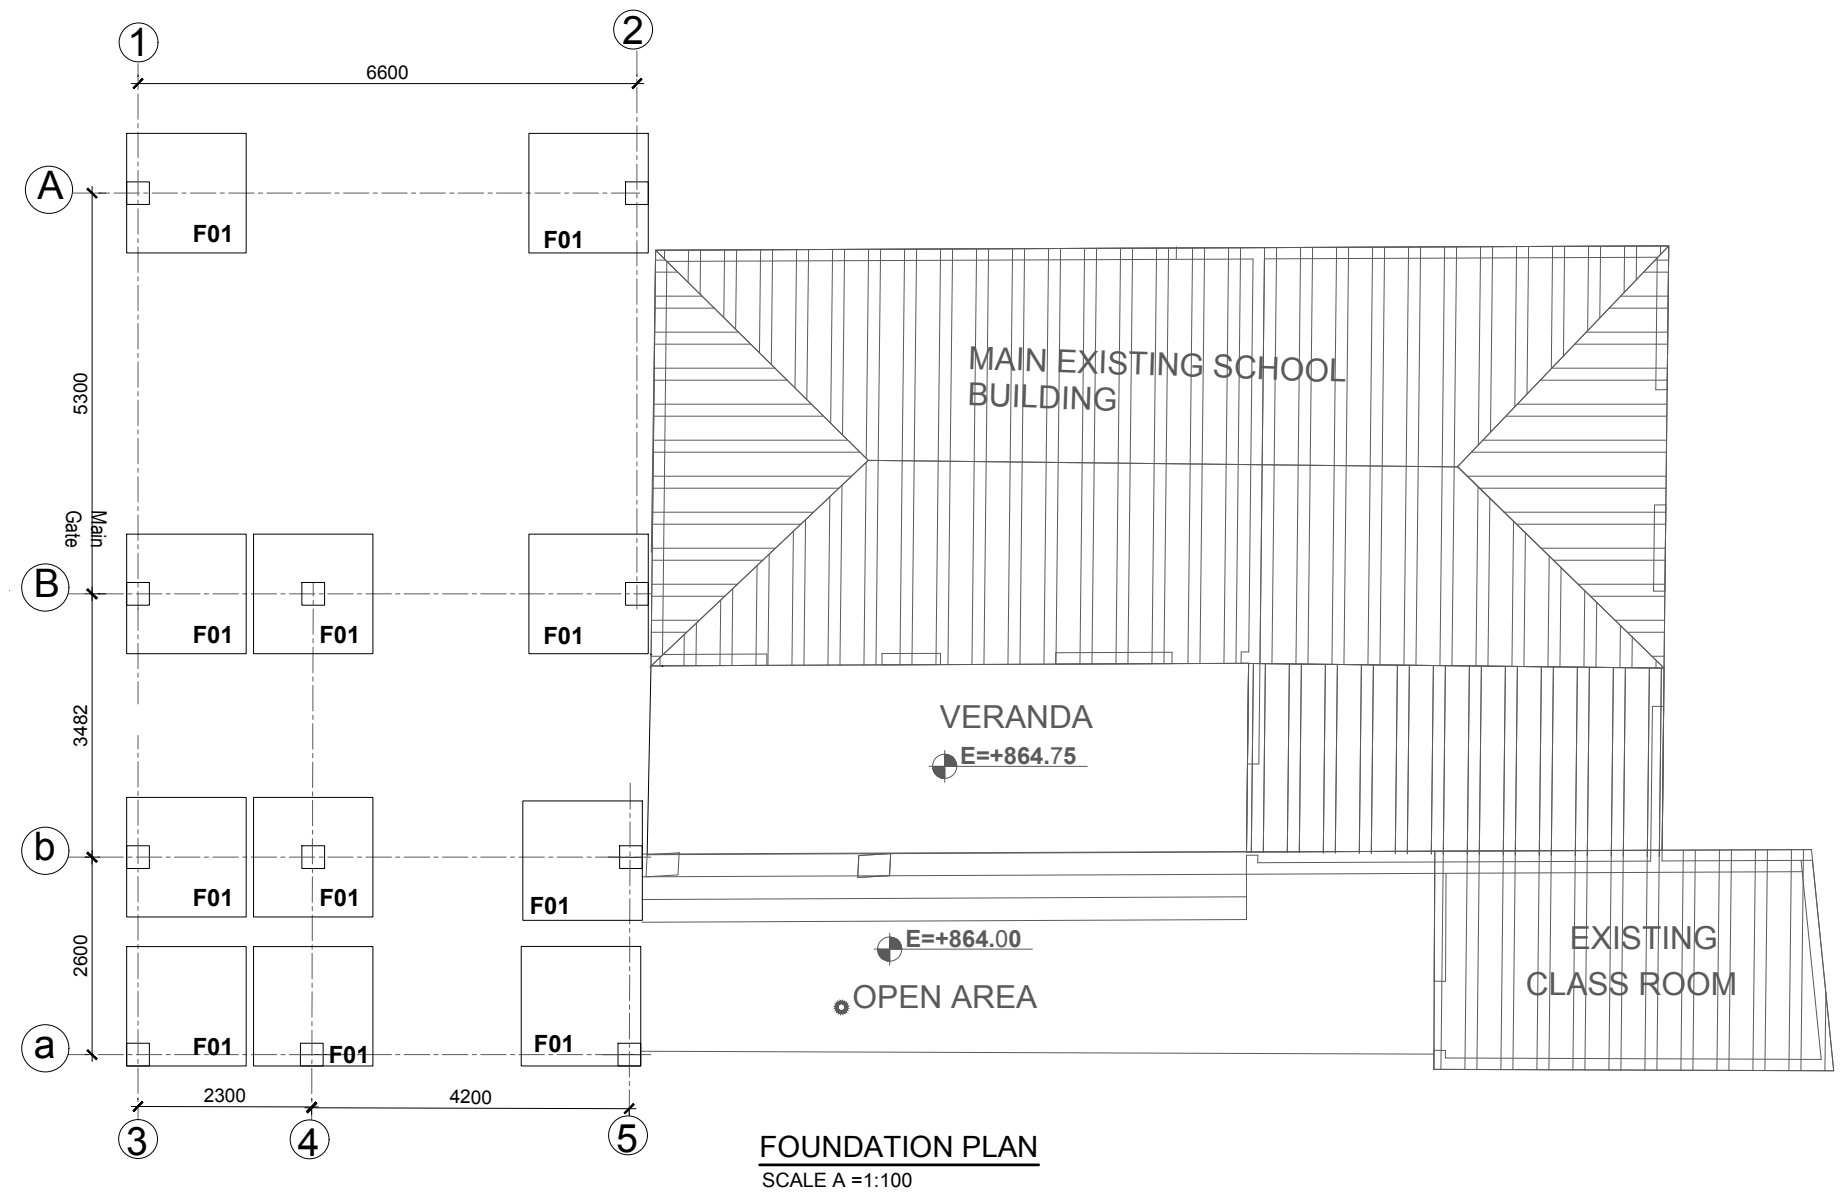 1
2
6600
A
F01
F01
5300
MAIN EXISTING SCHOOL
BUILDING
Main
Gate
B
F01
F01
F01
3482
VERANDA
E=+864.75
b
F01
F01
F01
2600
E=+864.00
OPEN AREA
EXISTING
CLASS ROOM
a
F01
F01
F01
2300
4200
3
4
5
FOUNDATION PLAN
SCALE A =1:100